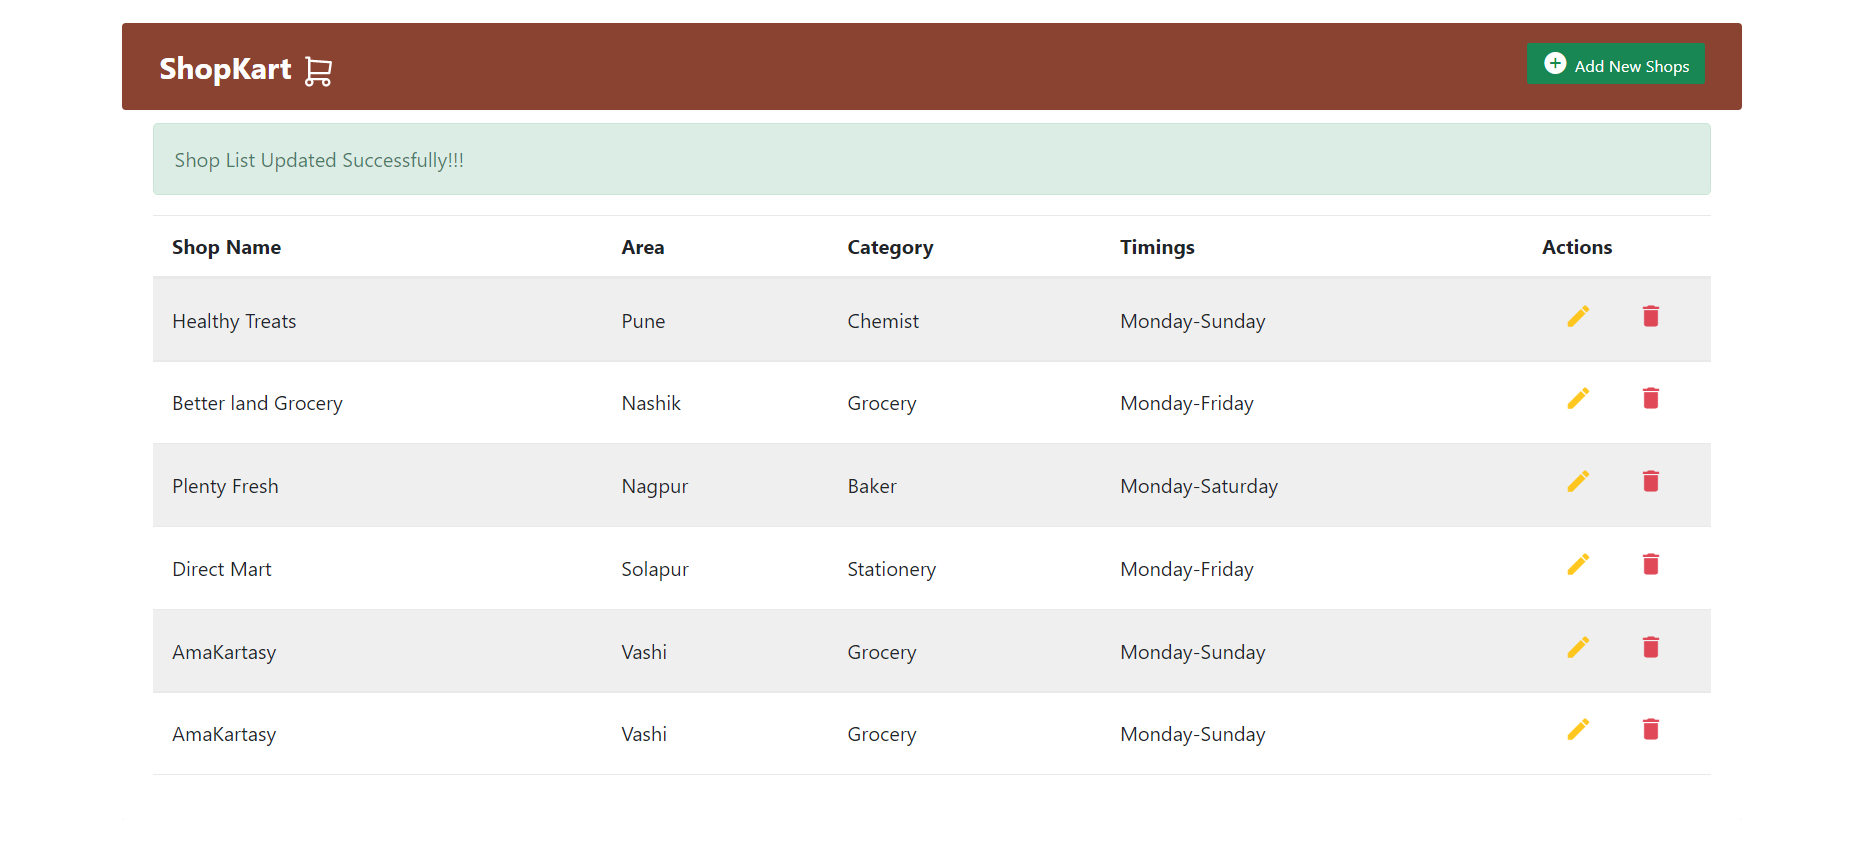 ShopKart
Add New Shops
Shop List Updated Successfully!!!
Shop Name Area Category Timings Actions
Healthy Treats Pune Chemist Monday-Sunday
Better land Grocery Nashik Grocery Monday-Friday
Plenty Fresh Nagpur Baker Monday-Saturday
Direct Mart Solapur Stationery Monday-Friday
AmaKartasy Vashi Grocery Monday-Sunday
AmaKartasy Vashi Grocery Monday-Sunday